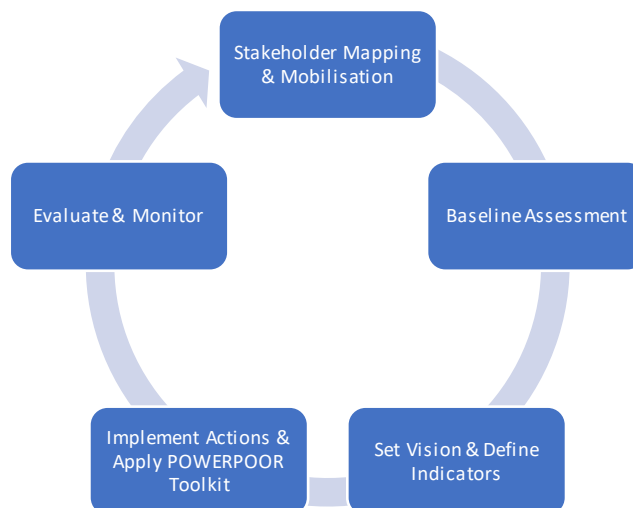 Stakeholder Mapping
& Mobilisation
Baseline Assessment
Set Vision & Define
Indicators
Implement Actions &
Apply POWERPOOR
Toolkit
Evaluate & Monitor